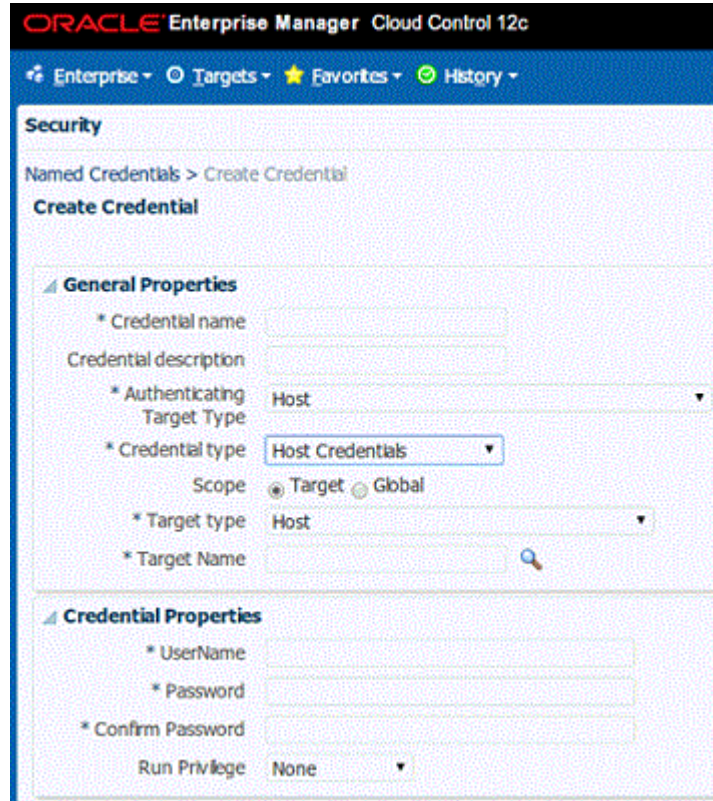 ORACLE Enterprise Manager Cloud Control 12c
Enterprise Targets Favorites History
Security
Named Credentials > Create Credential
Create Credential
General Properties
* Credential name
Credential description
* Authenticating Target Type Host
* Credential type Host Credentials
Scope Target Global
* Target type Host
* Target Name
Credential Properties
* UserName
* Password
* Confirm Password
Run Privilege None